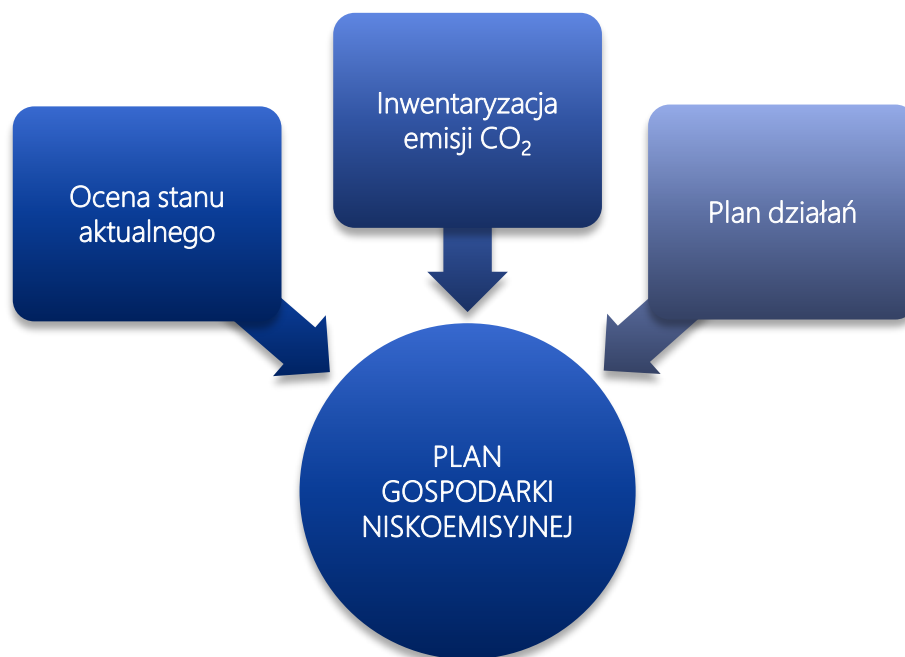 Inwentaryzacja
emisji CO₂
Ocena stanu
aktualnego
Plan działań
PLAN
GOSPODARKI
NISKOEMISYJNEJ